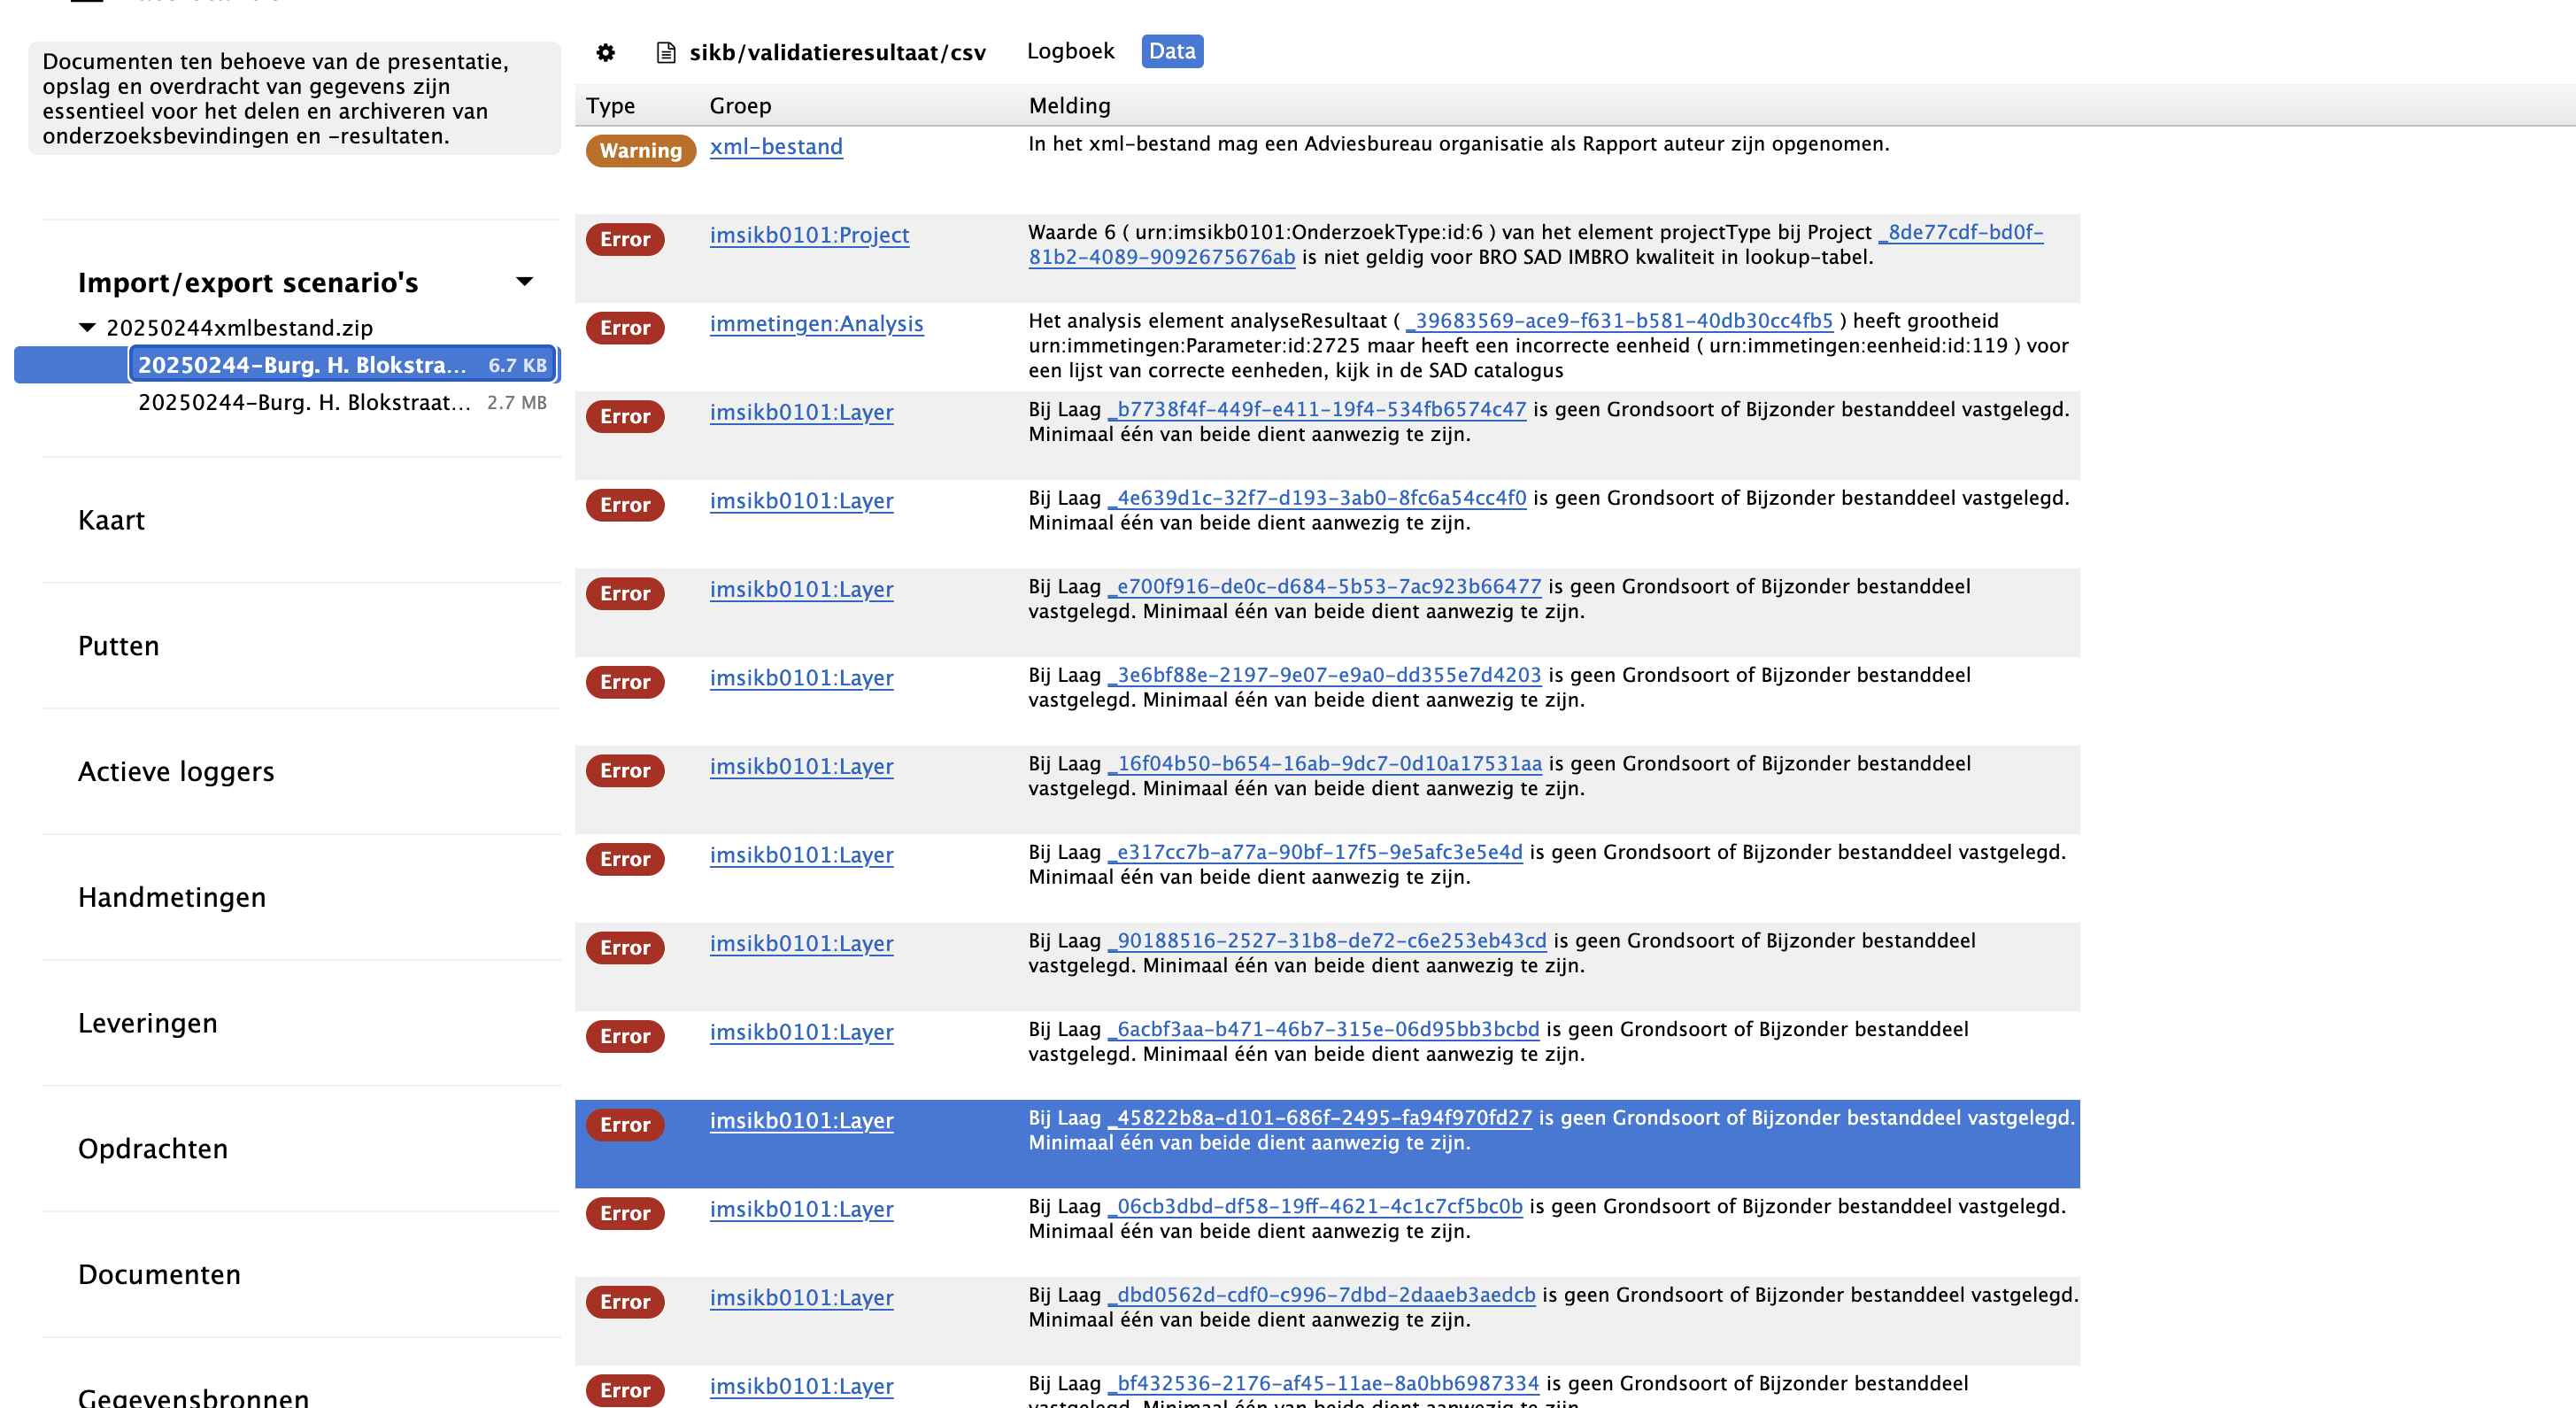 Documenten ten behoeve van de presentatie,
opslag en overdracht van gegevens zijn
essentieel voor het delen en archiveren van
onderzoeksbevindingen en -resultaten.
Import/export scenario's
20250244xmlbestand.zip
20250244-Burg. H. Blokstra... 6.7 KB
20250244-Burg. H. Blokstraat... 2.7 MB
Kaart
Putten
Actieve loggers
Handmetingen
Leveringen
Opdrachten
Documenten
Gegevensbronnen
sikb/validatieresultaat/csv Logboek Data
Type Groep Melding
Warning xml-bestand In het xml-bestand mag een Adviesbureau organisatie als Rapport auteur zijn opgenomen.
Error imsikb0101:Project Waarde 6 ( urn:imsikb0101:OnderzoekType:id:6 ) van het element projectType bij Project _8de77cdf-bd0f-
81b2-4089-9092675676ab is niet geldig voor BRO SAD IMBRO kwaliteit in lookup-tabel.
Error immetingen:Analysis Het analysis element analyseResultaat ( _39683569-ace9-f631-b581-40db30cc4fb5 ) heeft grootheid
urn:immetingen:Parameter:id:2725 maar heeft een incorrecte eenheid ( urn:immetingen:eenheid:id:119 ) voor
een lijst van correcte eenheden, kijk in de SAD catalogus
Error imsikb0101:Layer Bij Laag _b7738f4f-449f-e411-19f4-534fb6574c47 is geen Grondsoort of Bijzonder bestanddeel vastgelegd.
Minimaal één van beide dient aanwezig te zijn.
Error imsikb0101:Layer Bij Laag _4e639d1c-32f7-d193-3ab0-8fc6a54cc4f0 is geen Grondsoort of Bijzonder bestanddeel vastgelegd.
Minimaal één van beide dient aanwezig te zijn.
Error imsikb0101:Layer Bij Laag _e700f916-de0c-d684-5b53-7ac923b66477 is geen Grondsoort of Bijzonder bestanddeel
vastgelegd. Minimaal één van beide dient aanwezig te zijn.
Error imsikb0101:Layer Bij Laag _3e6bf88e-2197-9e07-e9a0-dd355e7d4203 is geen Grondsoort of Bijzonder bestanddeel
vastgelegd. Minimaal één van beide dient aanwezig te zijn.
Error imsikb0101:Layer Bij Laag _16f04b50-b654-16ab-9dc7-0d10a17531aa is geen Grondsoort of Bijzonder bestanddeel
vastgelegd. Minimaal één van beide dient aanwezig te zijn.
Error imsikb0101:Layer Bij Laag _e317cc7b-a77a-90bf-17f5-9e5afc3e5e4d is geen Grondsoort of Bijzonder bestanddeel vastgelegd.
Minimaal één van beide dient aanwezig te zijn.
Error imsikb0101:Layer Bij Laag _90188516-2527-31b8-de72-c6e253eb43cd is geen Grondsoort of Bijzonder bestanddeel
vastgelegd. Minimaal één van beide dient aanwezig te zijn.
Error imsikb0101:Layer Bij Laag _6acbf3aa-b471-46b7-315e-06d95bb3bcbd is geen Grondsoort of Bijzonder bestanddeel
vastgelegd. Minimaal één van beide dient aanwezig te zijn.
Error imsikb0101:Layer Bij Laag _45822b8a-d101-686f-2495-fa94f970fd27 is geen Grondsoort of Bijzonder bestanddeel vastgelegd.
Minimaal één van beide dient aanwezig te zijn.
Error imsikb0101:Layer Bij Laag _06cb3dbd-df58-19ff-4621-4c1c7cf5bc0b is geen Grondsoort of Bijzonder bestanddeel vastgelegd.
Minimaal één van beide dient aanwezig te zijn.
Error imsikb0101:Layer Bij Laag _dbd0562d-cdf0-c996-7dbd-2daaeb3aedcb is geen Grondsoort of Bijzonder bestanddeel vastgelegd.
Minimaal één van beide dient aanwezig te zijn.
Error imsikb0101:Layer Bij Laag _bf432536-2176-af45-11ae-8a0bb6987334 is geen Grondsoort of Bijzonder bestanddeel
vastgelegd. Minimaal één van beide dient aanwezig te zijn.